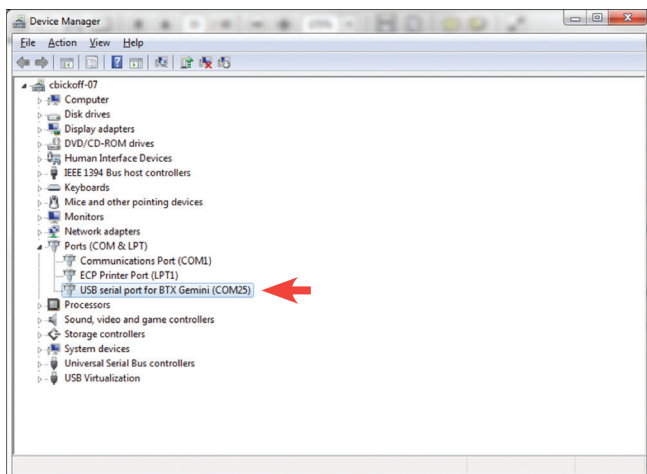 Device Manager
File Action View Help
cbickoff-07
Computer
Disk drives
Display adapters
DVD/CD-ROM drives
Human Interface Devices
IEEE 1394 Bus host controllers
Keyboards
Mice and other pointing devices
Monitors
Network adapters
Ports (COM & LPT)
Communications Port (COM1)
ECP Printer Port (LPT1)
USB serial port for BTX Gemini (COM25)
Processors
Sound, video and game controllers
Storage controllers
System devices
Universal Serial Bus controllers
USB Virtualization